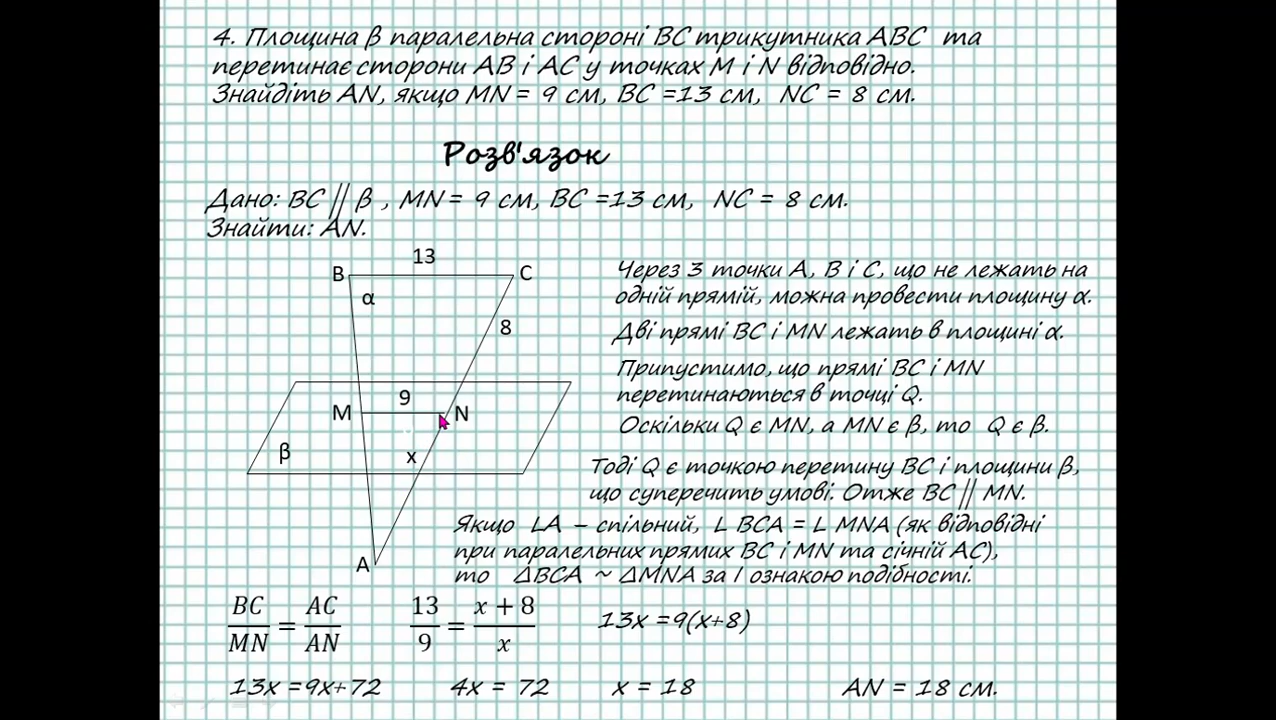 4. Площина β паралельна стороні BC трикутника ABC та
перетинає сторони AB і AC у точках M і N відповідно.
Знайдіть AN, якщо MN = 9 см, BC =13 см, NC = 8 см.
Розв'язок
Дано: BC || β , MN = 9 см, BC =13 см, NC = 8 см.
Знайти: AN.
13
B
C
α
8
9
M
N
β
x
A
Через 3 точки A, B і C, що не лежать на
одній прямій, можна провести площину α.
Дві прямі BC і MN лежать в площині α.
Припустимо, що прямі BC і MN
перетинаються в точці Q.
Оскільки Q є MN, а MN є β, то Q є β.
Тоді Q є точкою перетину BC і площини β,
що суперечить умові. Отже BC || MN.
Якщо LA – спільний, L BCA = L MNA (як відповідні
при паралельних прямих BC і MN та січній AC),
то ΔBCA ~ ΔMNA за I ознакою подібності.
BC/MN = AC/AN 13/9 = x + 8/x 13x =9(x+8)
13x =9x+72 4x = 72 x = 18 AN = 18 см.